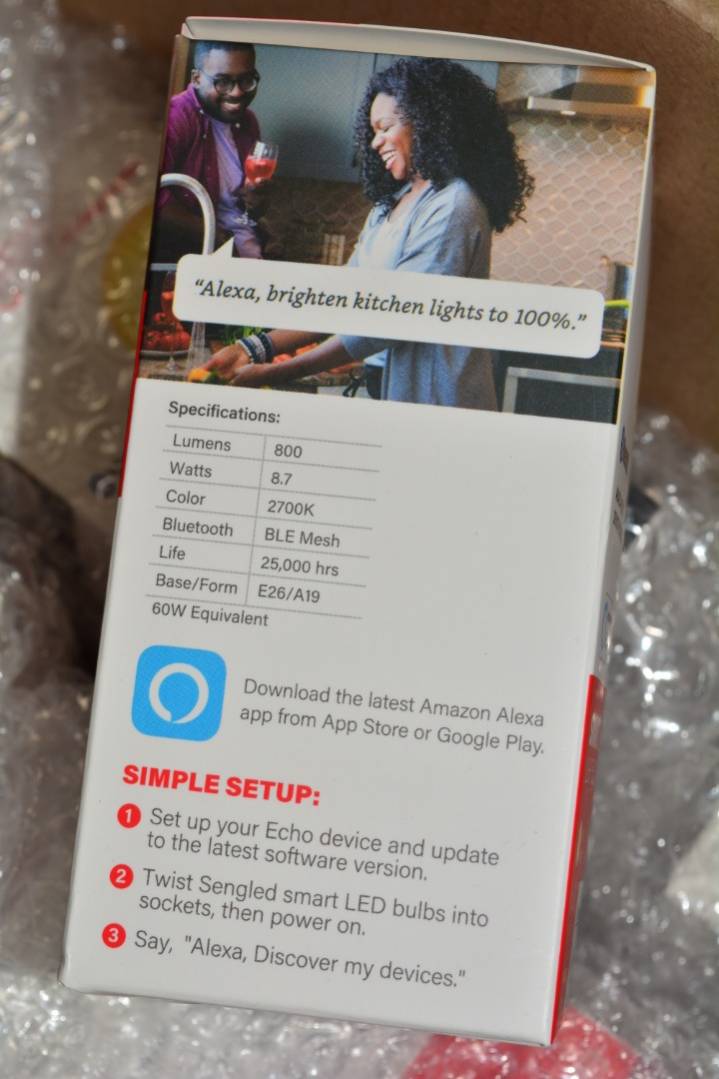 “Alexa, brighten kitchen lights to 100%.”
Specifications:
Lumens 800
Watts 8.7
Color 2700K
Bluetooth BLE Mesh
Life 25,000 hrs
Base/Form E26/A19
60W Equivalent
Download the latest Amazon Alexa
app from App Store or Google Play.
SIMPLE SETUP:
1 Set up your Echo device and update
to the latest software version.
2 Twist Sengled smart LED bulbs into
sockets, then power on.
3 Say, "Alexa, Discover my devices."